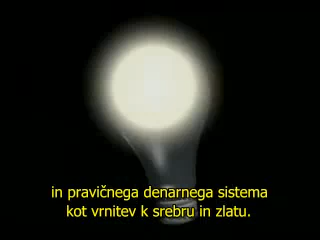 in pravičnega denarnega sistema
kot vrnitev k srebru in zlatu.